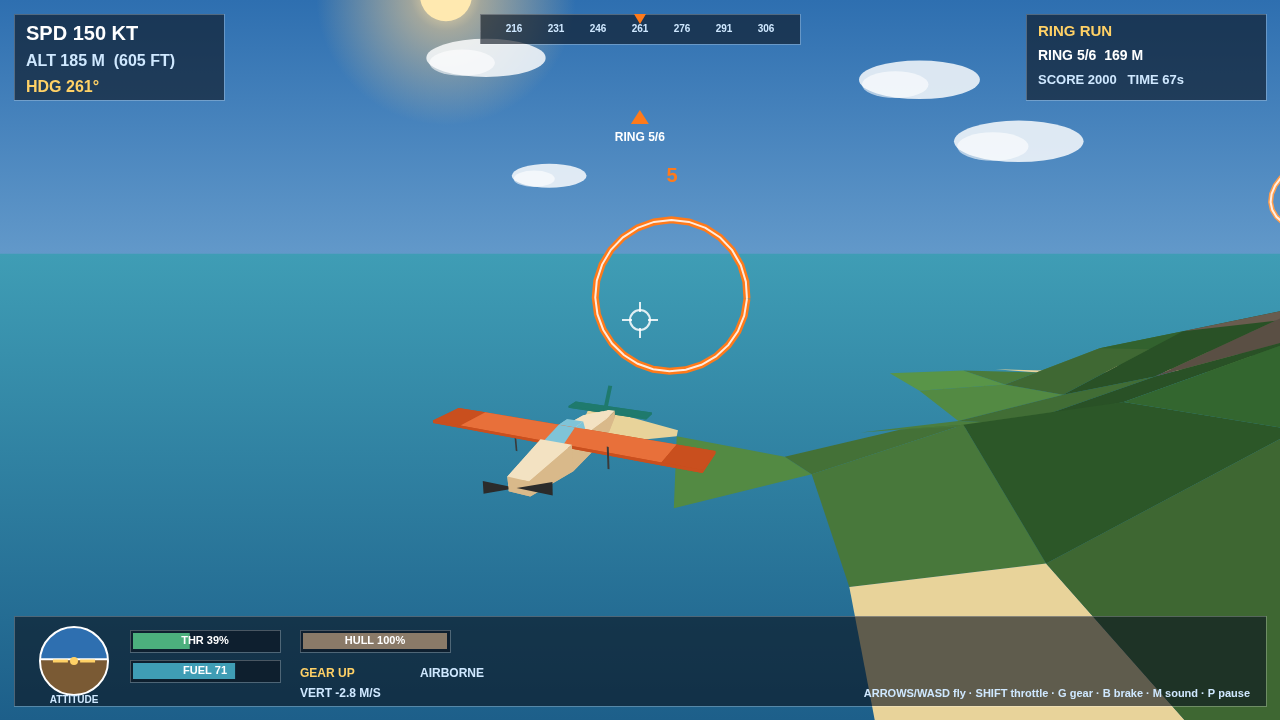 SPD 150 KT
ALT 185 M (605 FT)
HDG 261°
216 231 246 261 276 291 306
RING RUN
RING 5/6 169 M
SCORE 2000 TIME 67s
RING 5/6
5
THR 39%
FUEL 71
HULL 100%
GEAR UP AIRBORNE
VERT -2.8 M/S
ATTITUDE
ARROWS/WASD fly · SHIFT throttle · G gear · B brake · M sound · P pause